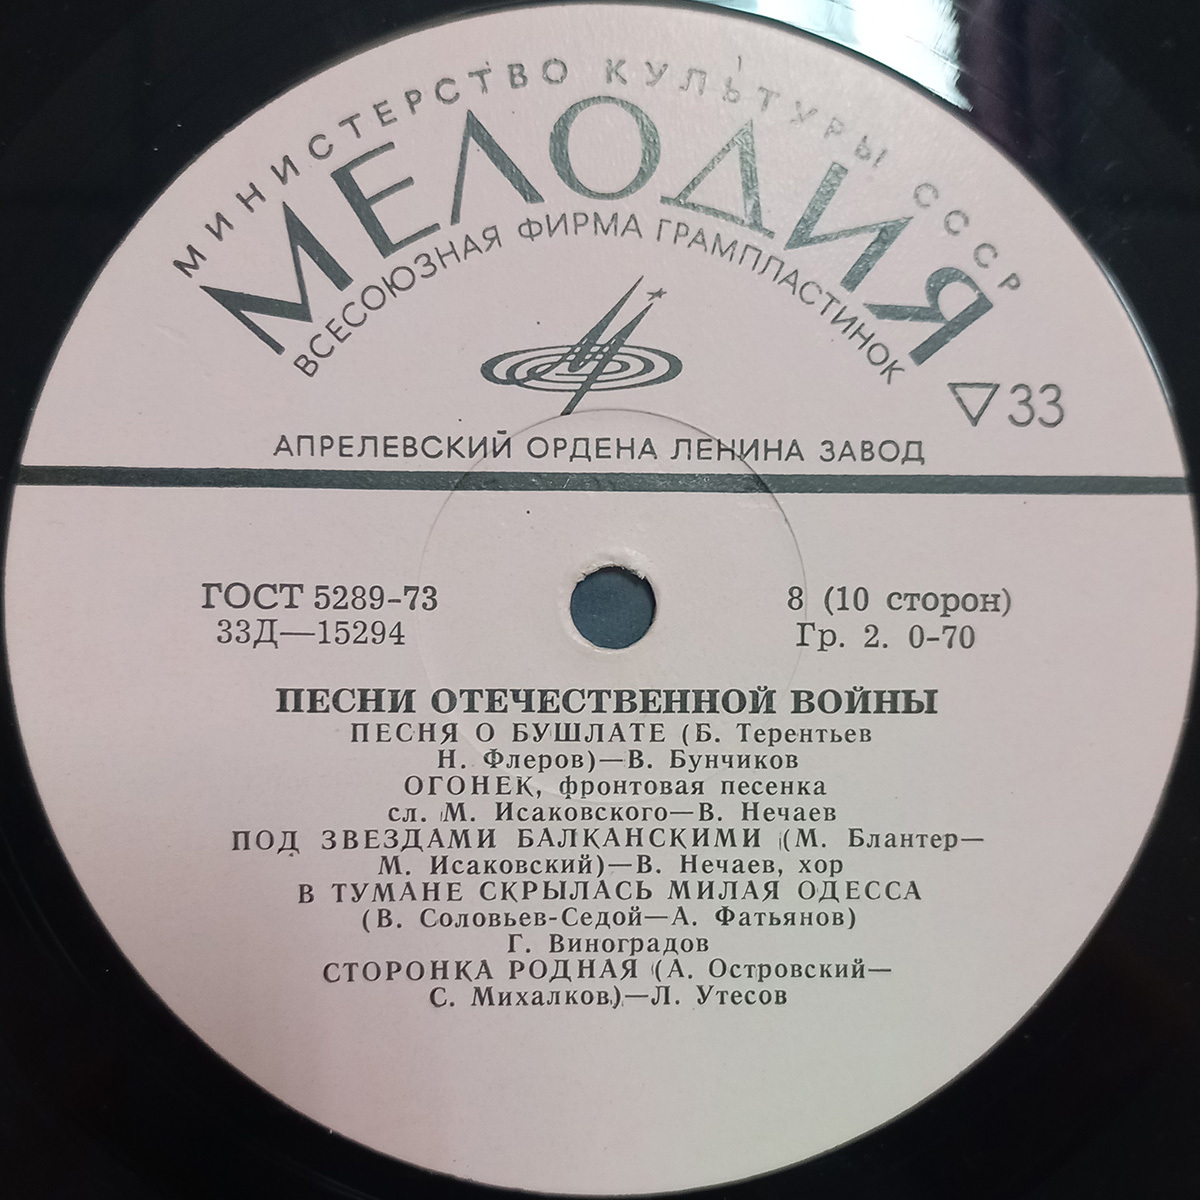 МИНИСТЕРСТВО КУЛЬТУРЫ СССР
МЕЛОДИЯ
ВСЕСОЮЗНАЯ ФИРМА ГРАМПЛАСТИНОК
33
АПРЕЛЕВСКИЙ ОРДЕНА ЛЕНИНА ЗАВОД
ГОСТ 5289-73
33Д—15294
8 (10 сторон)
Гр. 2. 0-70
ПЕСНИ ОТЕЧЕСТВЕННОЙ ВОЙНЫ
ПЕСНЯ О БУШЛАТЕ (Б. Терентьев
Н. Флеров)—В. Бунчиков
ОГОНЕК, фронтовая песенка
сл. М. Исаковского—В. Нечаев
ПОД ЗВЕЗДАМИ БАЛКАНСКИМИ (М. Блантер—
М. Исаковский)—В. Нечаев, хор
В ТУМАНЕ СКРЫЛАСЬ МИЛАЯ ОДЕССА
(В. Соловьев-Седой—А. Фатьянов)
Г. Виноградов
СТОРОНКА РОДНАЯ (А. Островский—
С. Михалков)—Л. Утесов